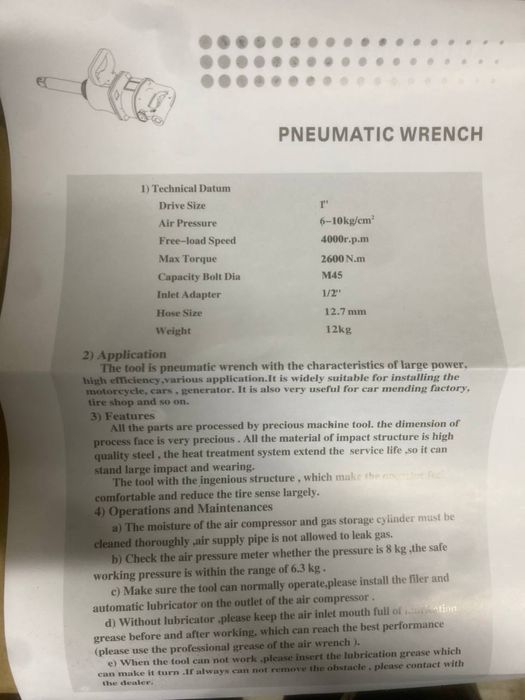 PNEUMATIC WRENCH
1) Technical Datum
Drive Size 1"
Air Pressure 6-10kg/cm²
Free-load Speed 4000r.p.m
Max Torque 2600N.m
Capacity Bolt Dia M45
Inlet Adapter 1/2"
Hose Size 12.7mm
Weight 12kg
2) Application
The tool is pneumatic wrench with the characteristics of large power,
high efficiency,various application.It is widely suitable for installing the
motorcycle, cars , generator. It is also very useful for car mending factory,
tire shop and so on.
3) Features
All the parts are processed by precious machine tool. the dimension of
process face is very precious . All the material of impact structure is high
quality steel , the heat treatment system extend the service life ,so it can
stand large impact and wearing.
The tool with the ingenious structure , which make the
comfortable and reduce the tire sense largely.
4) Operations and Maintenances
a) The moisture of the air compressor and gas storage cylinder must be
cleaned thoroughly ,air supply pipe is not allowed to leak gas.
b) Check the air pressure meter whether the pressure is 8 kg ,the safe
working pressure is within the range of 6.3 kg .
c) Make sure the tool can normally operate,please install the filer and
automatic lubricator on the outlet of the air compressor .
d) Without lubricator ,please keep the air inlet mouth full of
grease before and after working, which can reach the best performance
(please use the professional grease of the air wrench ).
e) When the tool can not work ,please insert the lubrication grease which
can make it turn .If always can not remove the obstacle , please contact with
the dealer.